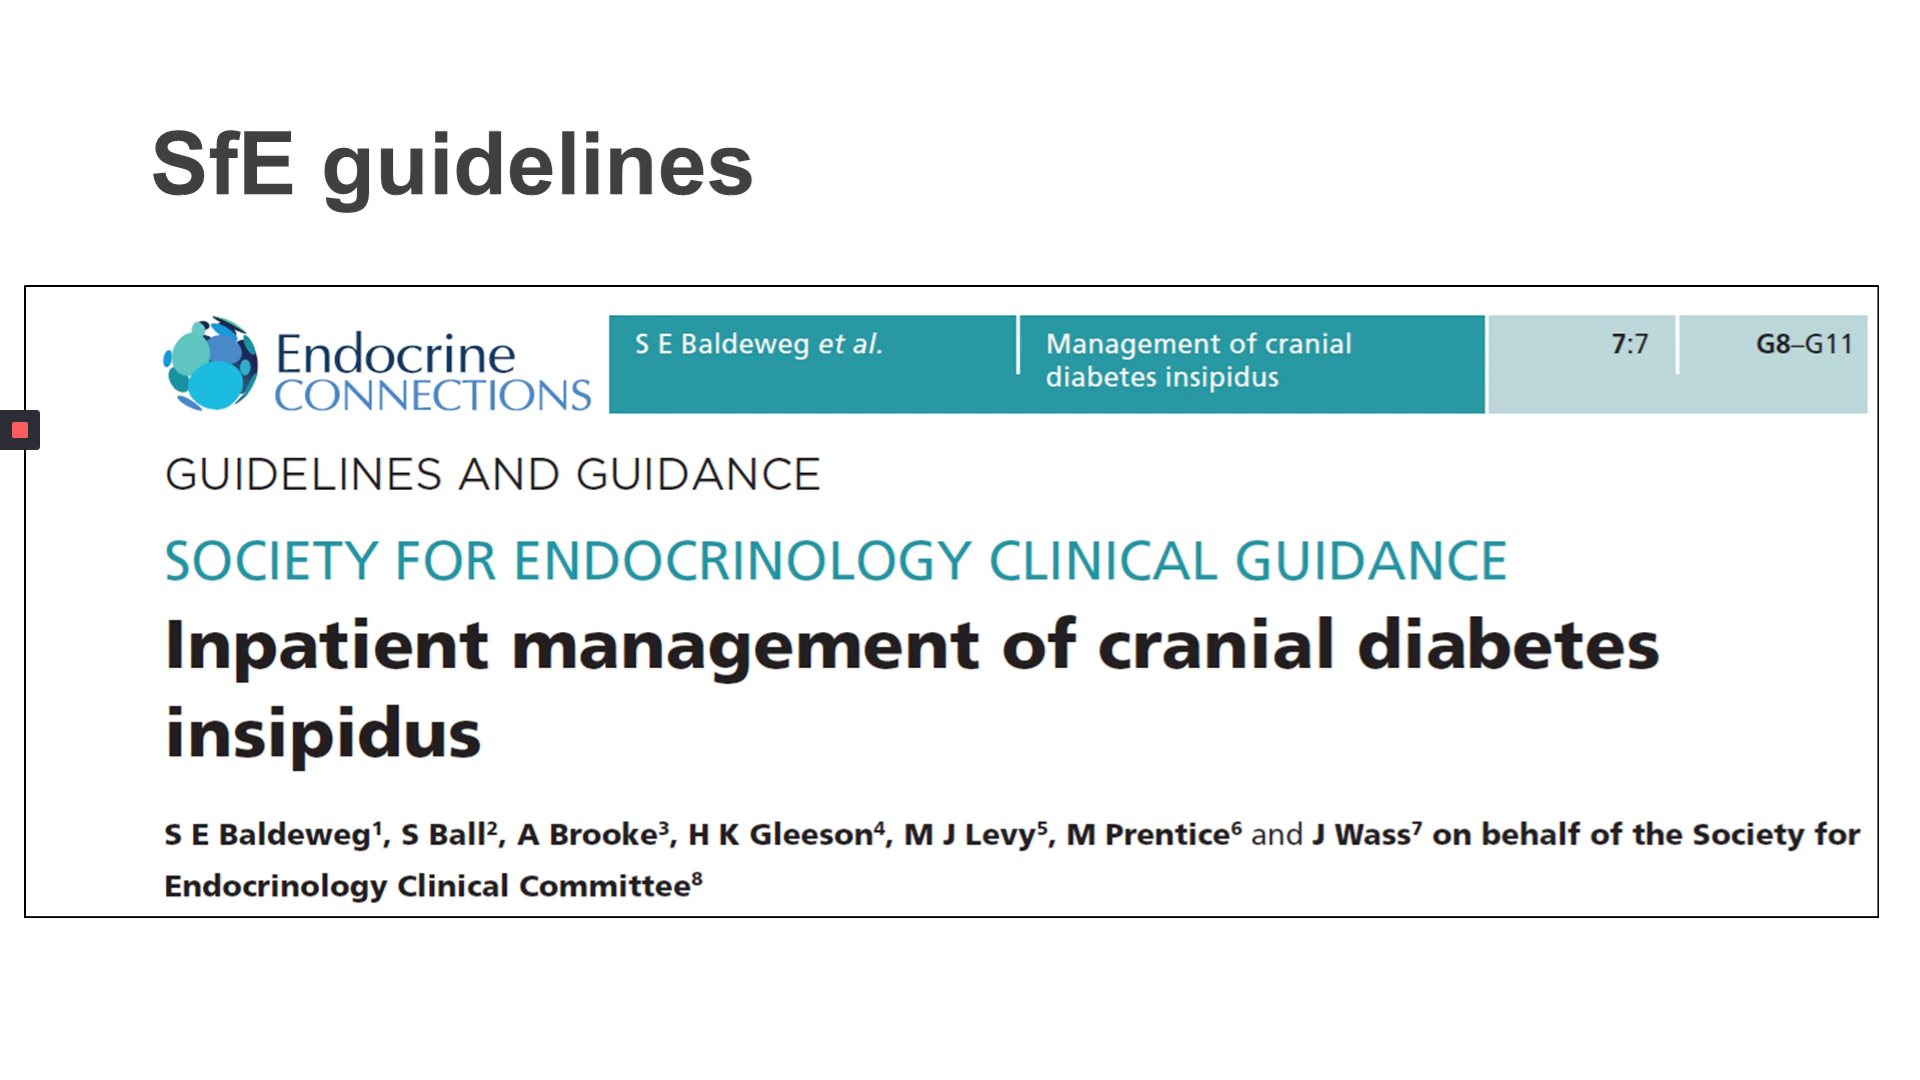 SfE guidelines
Endocrine
CONNECTIONS
S E Baldeweg et al.
Management of cranial
diabetes insipidus
7:7
G8–G11
GUIDELINES AND GUIDANCE
SOCIETY FOR ENDOCRINOLOGY CLINICAL GUIDANCE
Inpatient management of cranial diabetes
insipidus
S E Baldeweg¹, S Ball², A Brooke³, H K Gleeson⁴, M J Levy⁵, M Prentice⁶ and J Wass⁷ on behalf of the Society for
Endocrinology Clinical Committee⁸